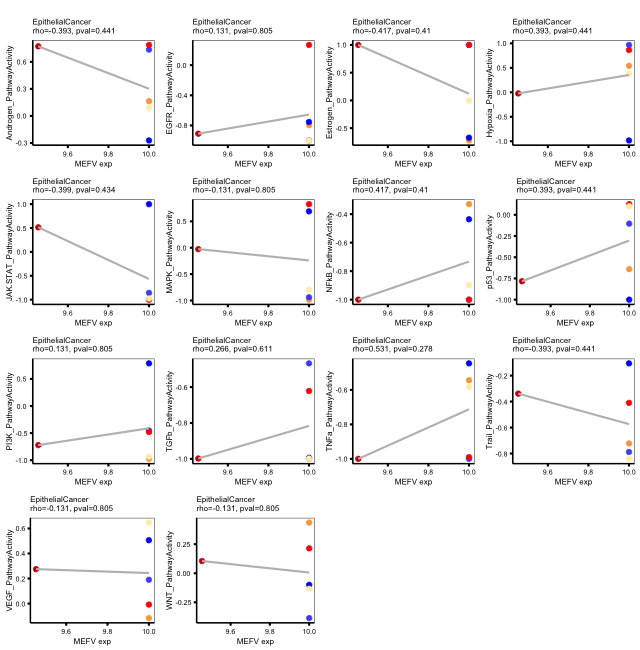 EpithelialCancer
rho=-0.393, pval=0.441
Androgen_PathwayActivity
0.6
0.3
0.0
-0.3
9.6
9.8
10.0
MEFV exp
EpithelialCancer
rho=0.131, pval=0.805
EGFR_PathwayActivity
0.0
-0.4
-0.8
9.6
9.8
10.0
MEFV exp
EpithelialCancer
rho=-0.417, pval=0.41
Estrogen_PathwayActivity
1.0
0.5
0.0
-0.5
9.6
9.8
10.0
MEFV exp
EpithelialCancer
rho=0.393, pval=0.441
Hypoxia_PathwayActivity
1.0
0.5
0.0
-0.5
-1.0
9.6
9.8
10.0
MEFV exp
EpithelialCancer
rho=-0.399, pval=0.434
JAK-STAT_PathwayActivity
1.0
0.5
0.0
-0.5
-1.0
9.6
9.8
10.0
MEFV exp
EpithelialCancer
rho=-0.131, pval=0.805
MAPK_PathwayActivity
0.5
0.0
-0.5
-1.0
9.6
9.8
10.0
MEFV exp
EpithelialCancer
rho=0.417, pval=0.41
NFkB_PathwayActivity
-0.4
-0.6
-0.8
-1.0
9.6
9.8
10.0
MEFV exp
EpithelialCancer
rho=0.393, pval=0.441
p53_PathwayActivity
0.00
-0.25
-0.50
-0.75
-1.00
9.6
9.8
10.0
MEFV exp
EpithelialCancer
rho=0.131, pval=0.805
PI3K_PathwayActivity
0.5
0.0
-0.5
-1.0
9.6
9.8
10.0
MEFV exp
EpithelialCancer
rho=0.266, pval=0.611
TGFb_PathwayActivity
-0.6
-0.8
-1.0
9.6
9.8
10.0
MEFV exp
EpithelialCancer
rho=0.531, pval=0.278
TNFa_PathwayActivity
-0.6
-0.8
-1.0
9.6
9.8
10.0
MEFV exp
EpithelialCancer
rho=-0.393, pval=0.441
Trail_PathwayActivity
-0.2
-0.4
-0.6
-0.8
9.6
9.8
10.0
MEFV exp
EpithelialCancer
rho=-0.131, pval=0.805
VEGF_PathwayActivity
0.6
0.4
0.2
0.0
9.6
9.8
10.0
MEFV exp
EpithelialCancer
rho=-0.131, pval=0.805
WNT_PathwayActivity
0.25
0.00
-0.25
9.6
9.8
10.0
MEFV exp